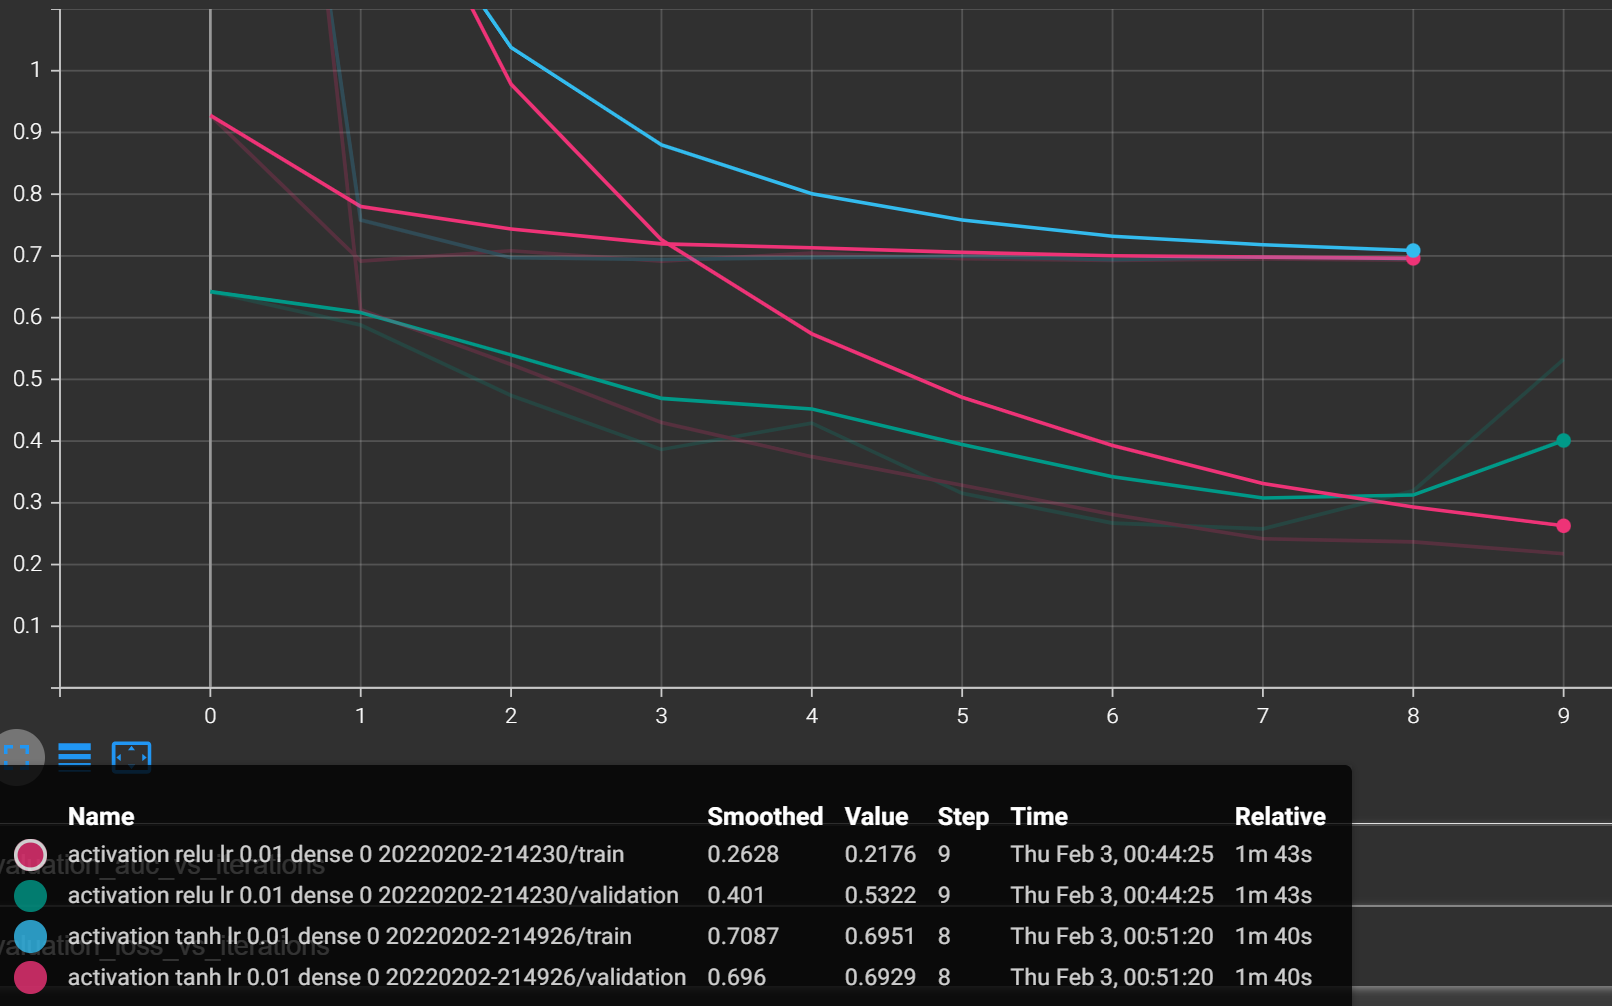 1
0.9
0.8
0.7
0.6
0.5
0.4
0.3
0.2
0.1
0 1 2 3 4 5 6 7 8 9
Name Smoothed Value Step Time Relative
activation relu lr 0.01 dense 0 20220202-214230/train 0.2628 0.2176 9 Thu Feb 3, 00:44:25 1m 43s
activation relu lr 0.01 dense 0 20220202-214230/validation 0.401 0.5322 9 Thu Feb 3, 00:44:25 1m 43s
activation tanh lr 0.01 dense 0 20220202-214926/train 0.7087 0.6951 8 Thu Feb 3, 00:51:20 1m 40s
activation tanh lr 0.01 dense 0 20220202-214926/validation 0.696 0.6929 8 Thu Feb 3, 00:51:20 1m 40s